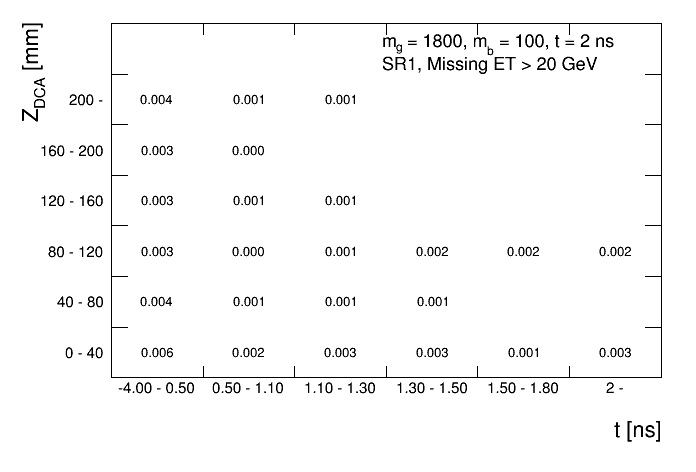 Z_DCA [mm]
m_g = 1800, m_b = 100, t = 2 ns
SR1, Missing ET > 20 GeV
200 - 0.004 0.001 0.001
160 - 200 0.003 0.000
120 - 160 0.003 0.001 0.001
80 - 120 0.003 0.000 0.001 0.002 0.002 0.002
40 - 80 0.004 0.001 0.001 0.001
0 - 40 0.006 0.002 0.003 0.003 0.001 0.003
-4.00 - 0.50 0.50 - 1.10 1.10 - 1.30 1.30 - 1.50 1.50 - 1.80 2 -
t [ns]